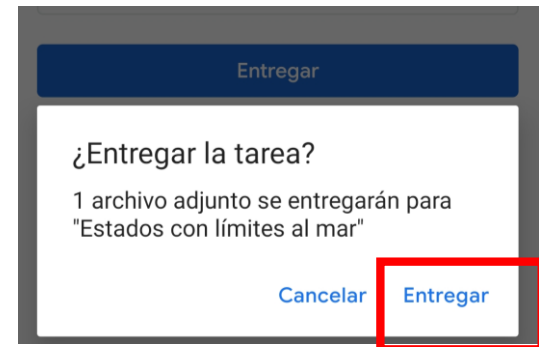 Entregar
¿Entregar la tarea?
1 archivo adjunto se entregarán para
"Estados con límites al mar"
Cancelar Entregar